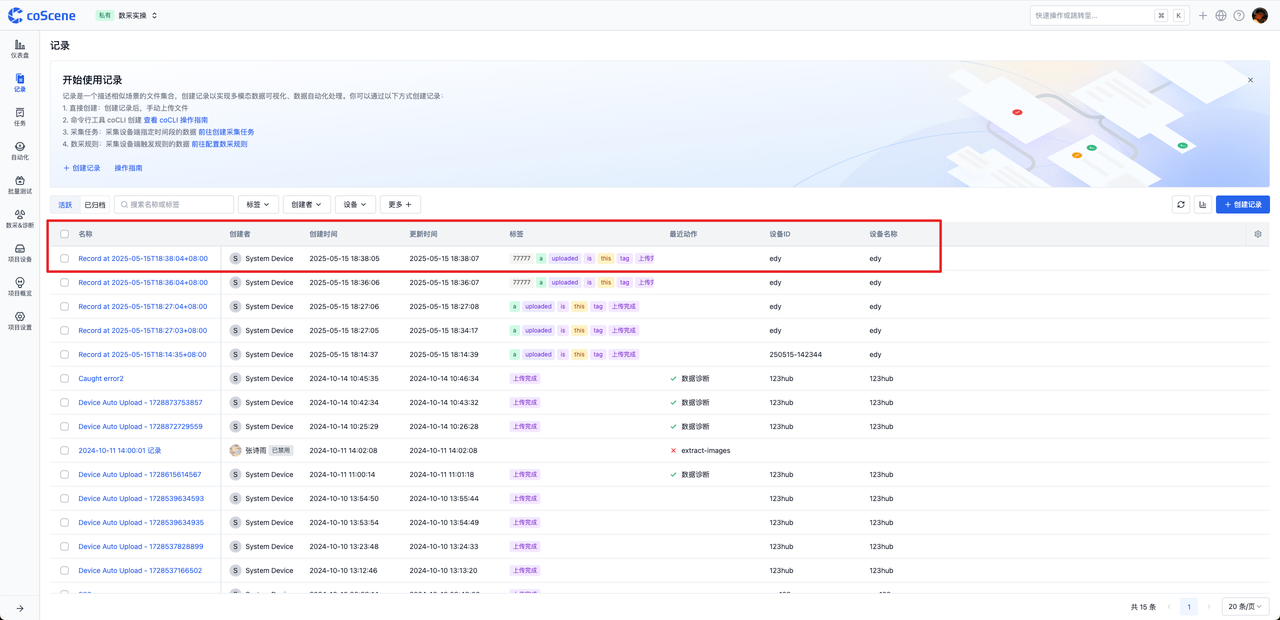 coScene 私有 数采实操 快速操作或跳转至... ⌘ K
仪表盘
记录
任务
自动化
批量测试
数采&诊断
项目设备
项目概览
项目设置
记录
开始使用记录
记录是一个描述相似场景的文件集合，创建记录以实现多模态数据可视化、数据自动化处理。你可以通过以下方式创建记录：
1. 直接创建：创建记录后，手动上传文件
2. 命令行工具 coCLI 创建 查看 coCLI 操作指南
3. 采集任务：采集设备端指定时间段的数据 前往创建采集任务
4. 数采规则：采集设备端触发规则的数据 前往配置数采规则
+ 创建记录 操作指南
活跃 已归档 搜索名称或标签 标签 创建者 设备 更多 + + 创建记录
名称 创建者 创建时间 更新时间 标签 最近动作 设备ID 设备名称
Record at 2025-05-15T18:38:04+08:00 S System Device 2025-05-15 18:38:05 2025-05-15 18:38:07 77777 a uploaded is this tag 上传 edy edy
Record at 2025-05-15T18:36:04+08:00 S System Device 2025-05-15 18:36:06 2025-05-15 18:36:07 77777 a uploaded is this tag 上传 edy edy
Record at 2025-05-15T18:27:04+08:00 S System Device 2025-05-15 18:27:06 2025-05-15 18:27:08 a uploaded is this tag 上传完成 edy edy
Record at 2025-05-15T18:27:03+08:00 S System Device 2025-05-15 18:27:05 2025-05-15 18:34:17 a uploaded is this tag 上传完成 edy edy
Record at 2025-05-15T18:14:35+08:00 S System Device 2025-05-15 18:14:37 2025-05-15 18:14:39 a uploaded is this tag 上传完成 250515-142344 edy
Caught error2 S System Device 2024-10-14 10:45:35 2024-10-14 10:46:34 上传完成 数据诊断 123hub 123hub
Device Auto Upload - 1728873753857 S System Device 2024-10-14 10:42:34 2024-10-14 10:43:32 上传完成 数据诊断 123hub 123hub
Device Auto Upload - 1728872729559 S System Device 2024-10-14 10:25:29 2024-10-14 10:26:28 上传完成 数据诊断 123hub 123hub
2024-10-11 14:00:01 记录 张诗雨 已禁用 2024-10-11 14:02:08 2024-10-11 14:02:08 extract-images
Device Auto Upload - 1728615614567 S System Device 2024-10-11 11:00:14 2024-10-11 11:01:18 上传完成 数据诊断 123hub 123hub
Device Auto Upload - 1728539634593 S System Device 2024-10-10 13:54:50 2024-10-10 13:55:44 上传完成 123hub 123hub
Device Auto Upload - 1728539634935 S System Device 2024-10-10 13:53:54 2024-10-10 13:54:49 上传完成 123hub 123hub
Device Auto Upload - 1728537828899 S System Device 2024-10-10 13:23:48 2024-10-10 13:24:33 上传完成 123hub 123hub
Device Auto Upload - 1728537166502 S System Device 2024-10-10 13:12:46 2024-10-10 13:13:20 上传完成 123hub 123hub
共 15 条 1 20 条/页